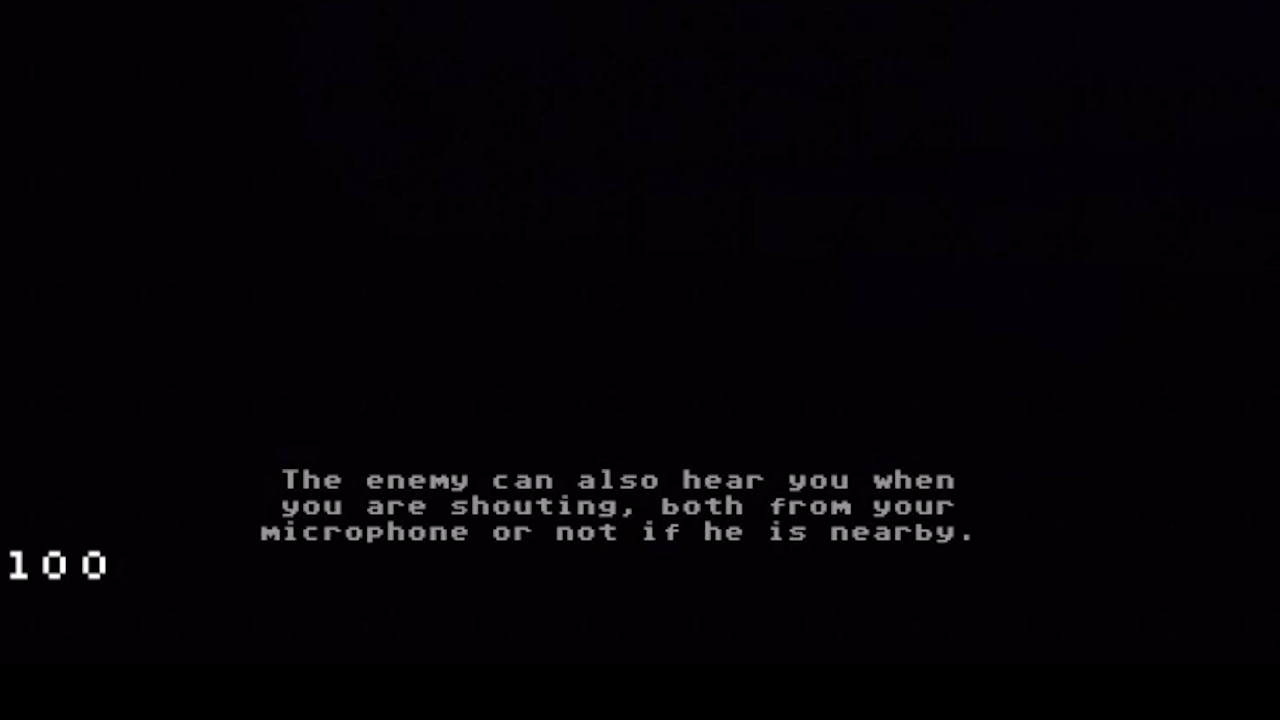 The enemy can also hear you when
you are shouting, both from your
microphone or not if he is nearby.
100